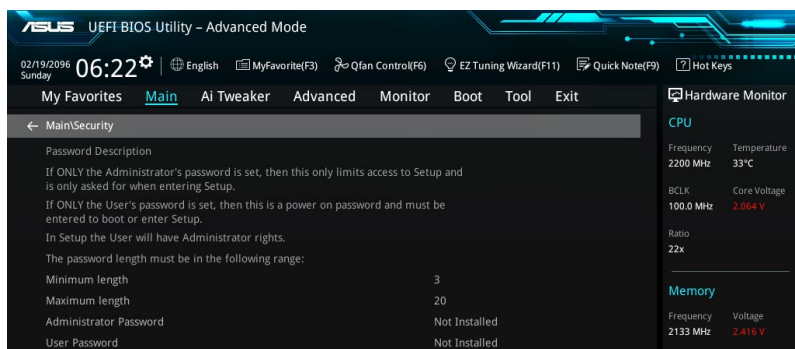 ASUS UEFI BIOS Utility – Advanced Mode
02/19/2096
Sunday
06:22
English
MyFavorite(F3)
Qfan Control(F6)
EZ Tuning Wizard(F11)
Quick Note(F9)
? Hot Keys
My Favorites
Main
Ai Tweaker
Advanced
Monitor
Boot
Tool
Exit
Hardware Monitor
← Main\Security
Password Description
If ONLY the Administrator's password is set, then this only limits access to Setup and
is only asked for when entering Setup.
If ONLY the User's password is set, then this is a power on password and must be
entered to boot or enter Setup.
In Setup the User will have Administrator rights.
The password length must be in the following range:
Minimum length 3
Maximum length 20
Administrator Password Not Installed
User Password Not Installed
CPU
Frequency Temperature
2200 MHz 33°C
BCLK Core Voltage
100.0 MHz 2.064 V
Ratio
22x
Memory
Frequency Voltage
2133 MHz 2.416 V